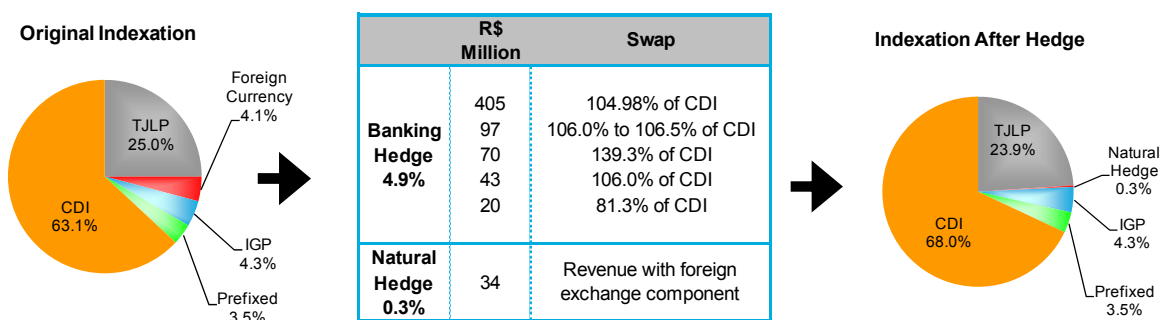 Original Indexation
Foreign
Currency
4.1%
TJLP
25.0%
CDI
63.1%
IGP
4.3%
Prefixed
3.5%
R$
Million
Swap
Banking
Hedge
4.9%
405 104.98% of CDI
97 106.0% to 106.5% of CDI
70 139.3% of CDI
43 106.0% of CDI
20 81.3% of CDI
Natural
Hedge
0.3%
34
Revenue with foreign
exchange component
Indexation After Hedge
TJLP
23.9%
Natural
Hedge
0.3%
CDI
68.0%
IGP
4.3%
Prefixed
3.5%